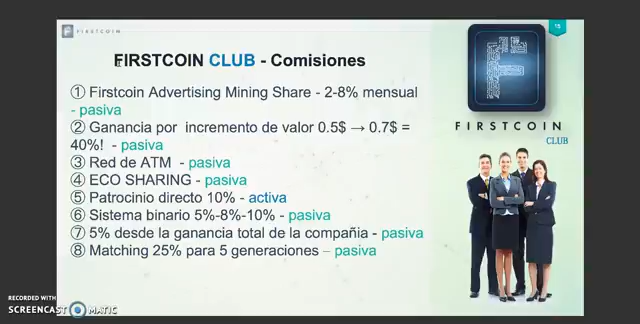 FIRSTCOIN
15
FIRSTCOIN CLUB - Comisiones
① Firstcoin Advertising Mining Share - 2-8% mensual
- pasiva
② Ganancia por incremento de valor 0.5$ → 0.7$ =
40%! - pasiva
③ Red de ATM - pasiva
④ ECO SHARING - pasiva
⑤ Patrocinio directo 10% - activa
⑥ Sistema binario 5%-8%-10% - pasiva
⑦ 5% desde la ganancia total de la compañia - pasiva
⑧ Matching 25% para 5 generaciones – pasiva
FIRSTCOIN
CLUB
RECORDED WITH
SCREENCAST MATIC